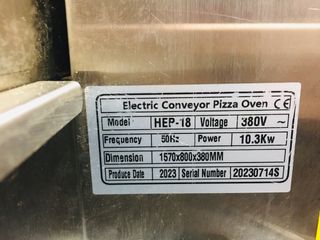 Electric Conveyor Pizza Oven CE
Model HEP-18 Voltage 380V ~
Frequency 50Hz Power 10.3Kw
Dimension 1570x800x380MM
Produce Date 2023 Serial Number 20230714S